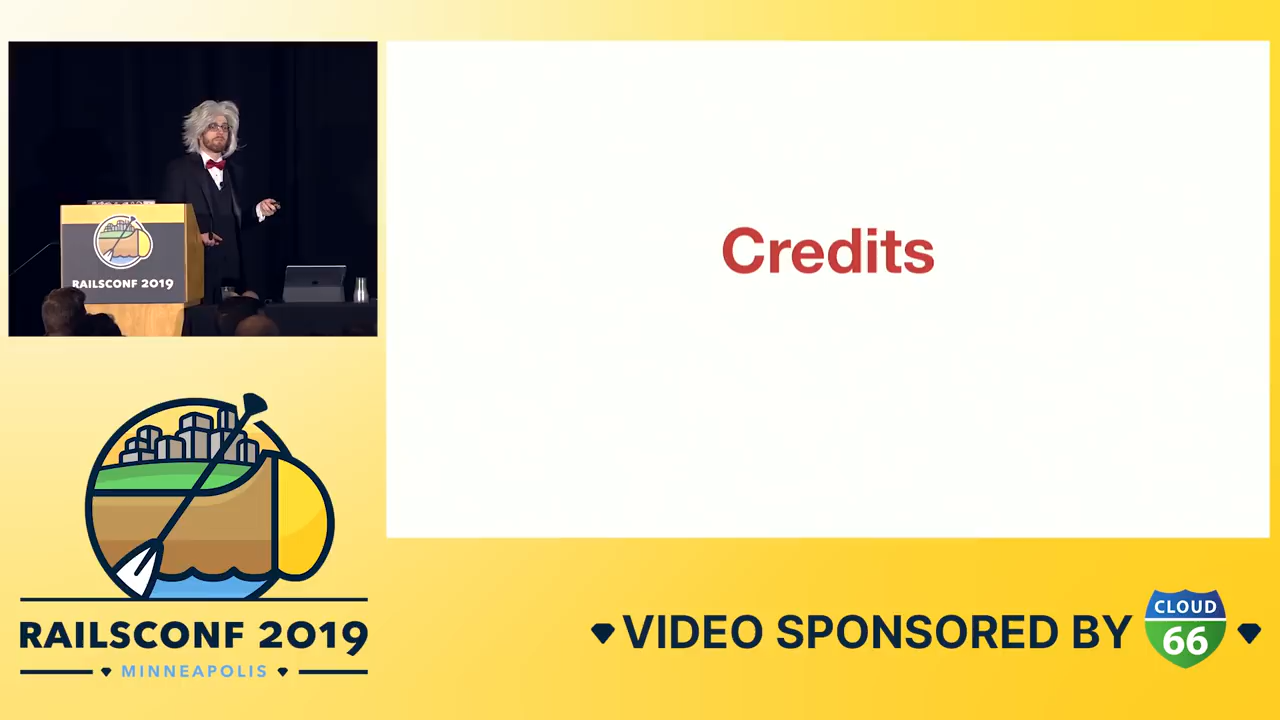 Credits
RAILSCONF 2019
RAILSCONF 2019
MINNEAPOLIS
VIDEO SPONSORED BY
CLOUD
66